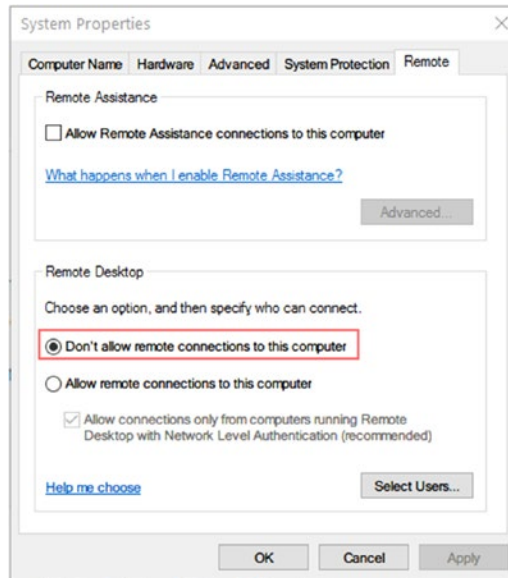 System Properties
Computer Name Hardware Advanced System Protection Remote
Remote Assistance
Allow Remote Assistance connections to this computer
What happens when I enable Remote Assistance?
Advanced...
Remote Desktop
Choose an option, and then specify who can connect.
Don't allow remote connections to this computer
Allow remote connections to this computer
Allow connections only from computers running Remote
Desktop with Network Level Authentication (recommended)
Help me choose
Select Users...
OK Cancel Apply